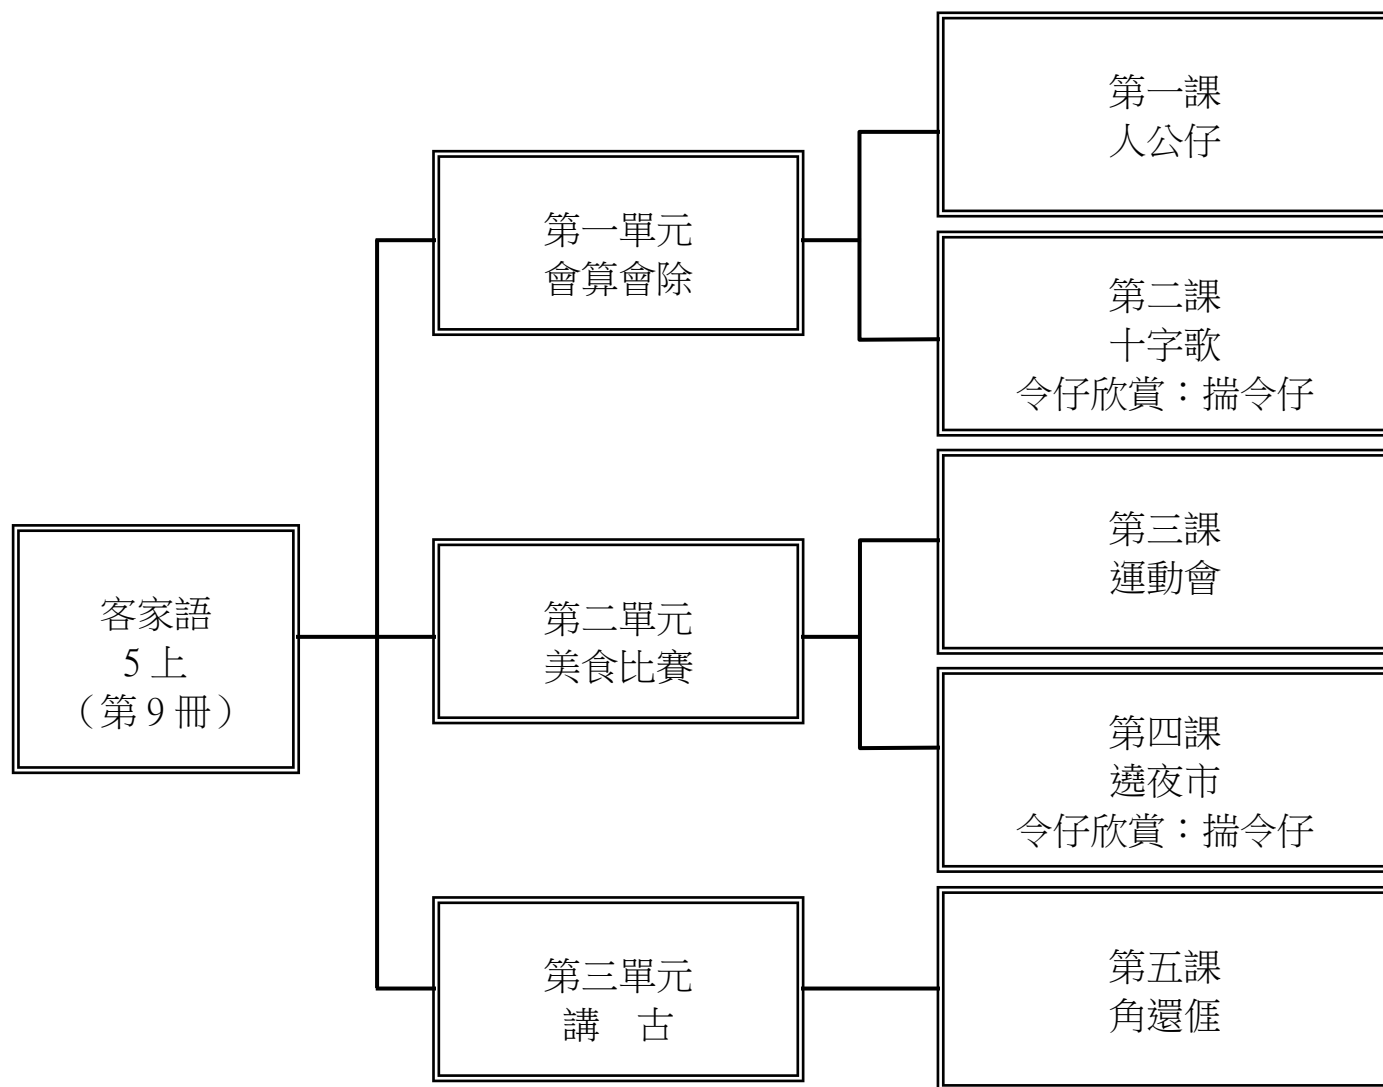 客家語
5 上
（第 9 冊）
第一單元
會算會除
第二單元
美食比賽
第三單元
講　古
第一課
人公仔
第二課
十字歌
令仔欣賞：揣令仔
第三課
運動會
第四課
遶夜市
令仔欣賞：揣令仔
第五課
角還𠊎